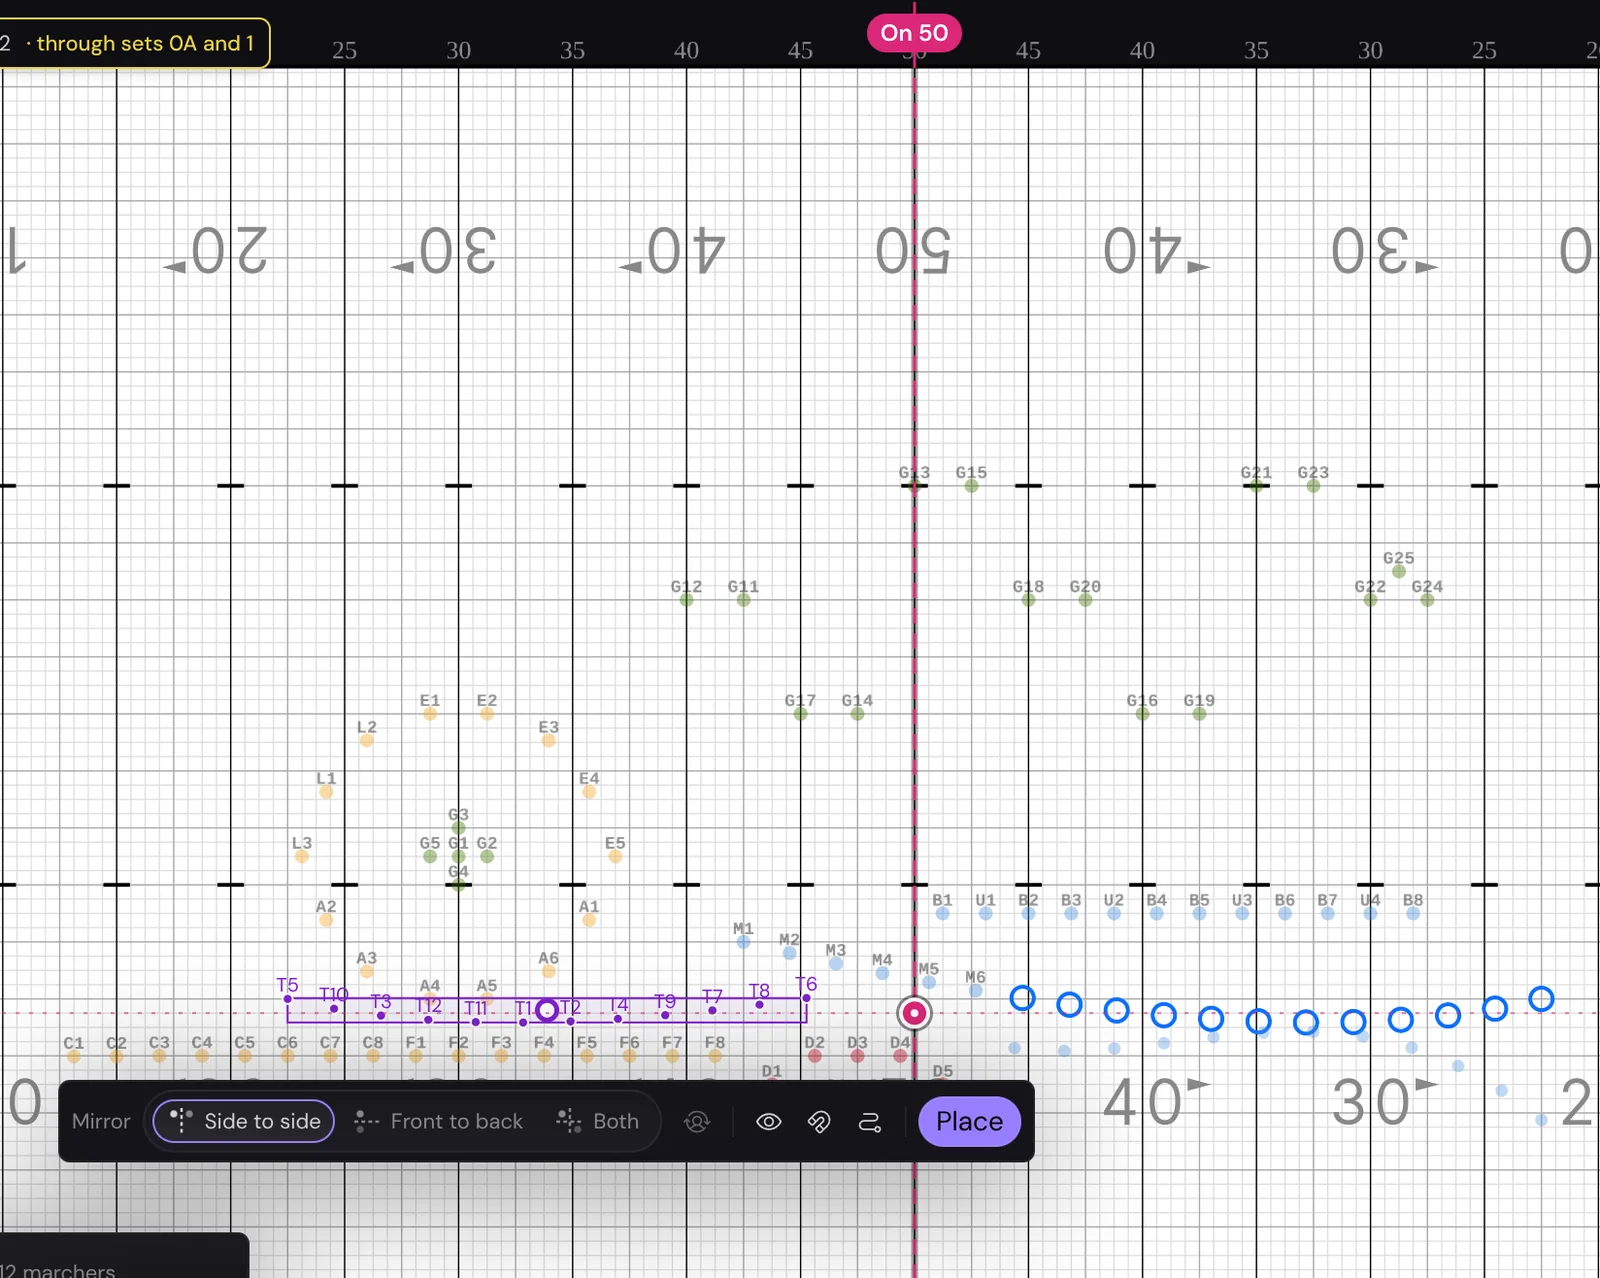 2 · through sets 0A and 1
25 30 35 40 45 On 50 45 40 35 30 25
20 30 40 50 40 30
G13 G15 G21 G23
G25
G12 G11 G18 G20 G22 G24
E1 E2 G17 G14 G16 G19
L2 E3
L1 E4
G3
L3 G5 G1 G2 E5
G4
B1 U1 B2 B3 U2 B4 B5 U3 B6 B7 U4 B8
A2 A1
M1
M2
M3
A3 A6 M4
M5
M6
T5 A4 A5 T6
T10 T3 T12 T11 T1 T2 T4 T9 T7 T8
C1 C2 C3 C4 C5 C6 C7 C8 F1 F2 F3 F4 F5 F6 F7 F8 D2 D3 D4
D1 D5
0 40 30 2
Mirror Side to side Front to back Both Place
12 marchers